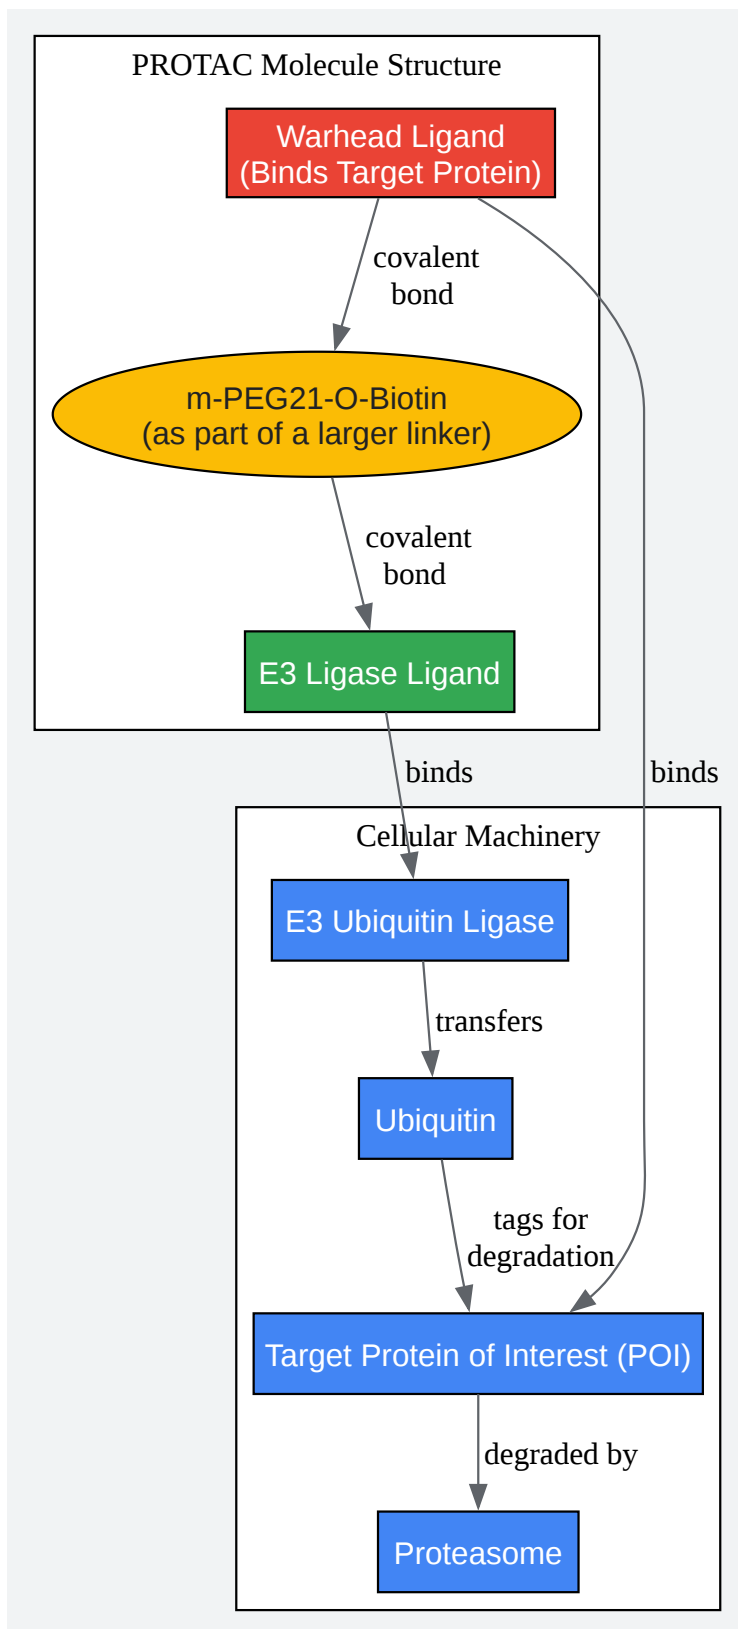 PROTAC Molecule Structure
Warhead Ligand
(Binds Target Protein)
covalent
bond
m-PEG21-O-Biotin
(as part of a larger linker)
covalent
bond
E3 Ligase Ligand
binds
binds
Cellular Machinery
E3 Ubiquitin Ligase
transfers
Ubiquitin
tags for
degradation
Target Protein of Interest (POI)
degraded by
Proteasome